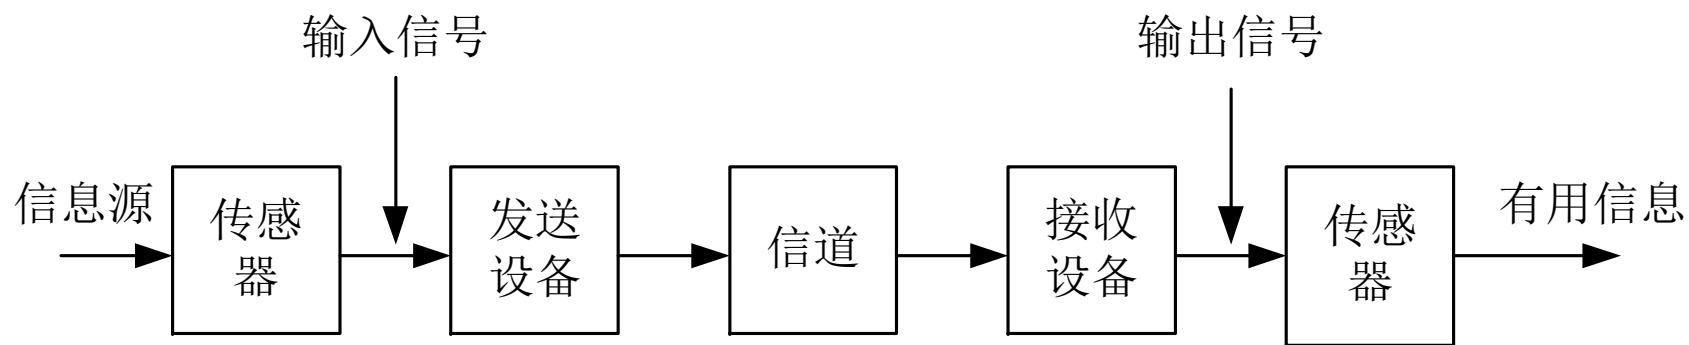 输入信号
输出信号
信息源
传感
器
发送
设备
信道
接收
设备
传感
器
有用信息